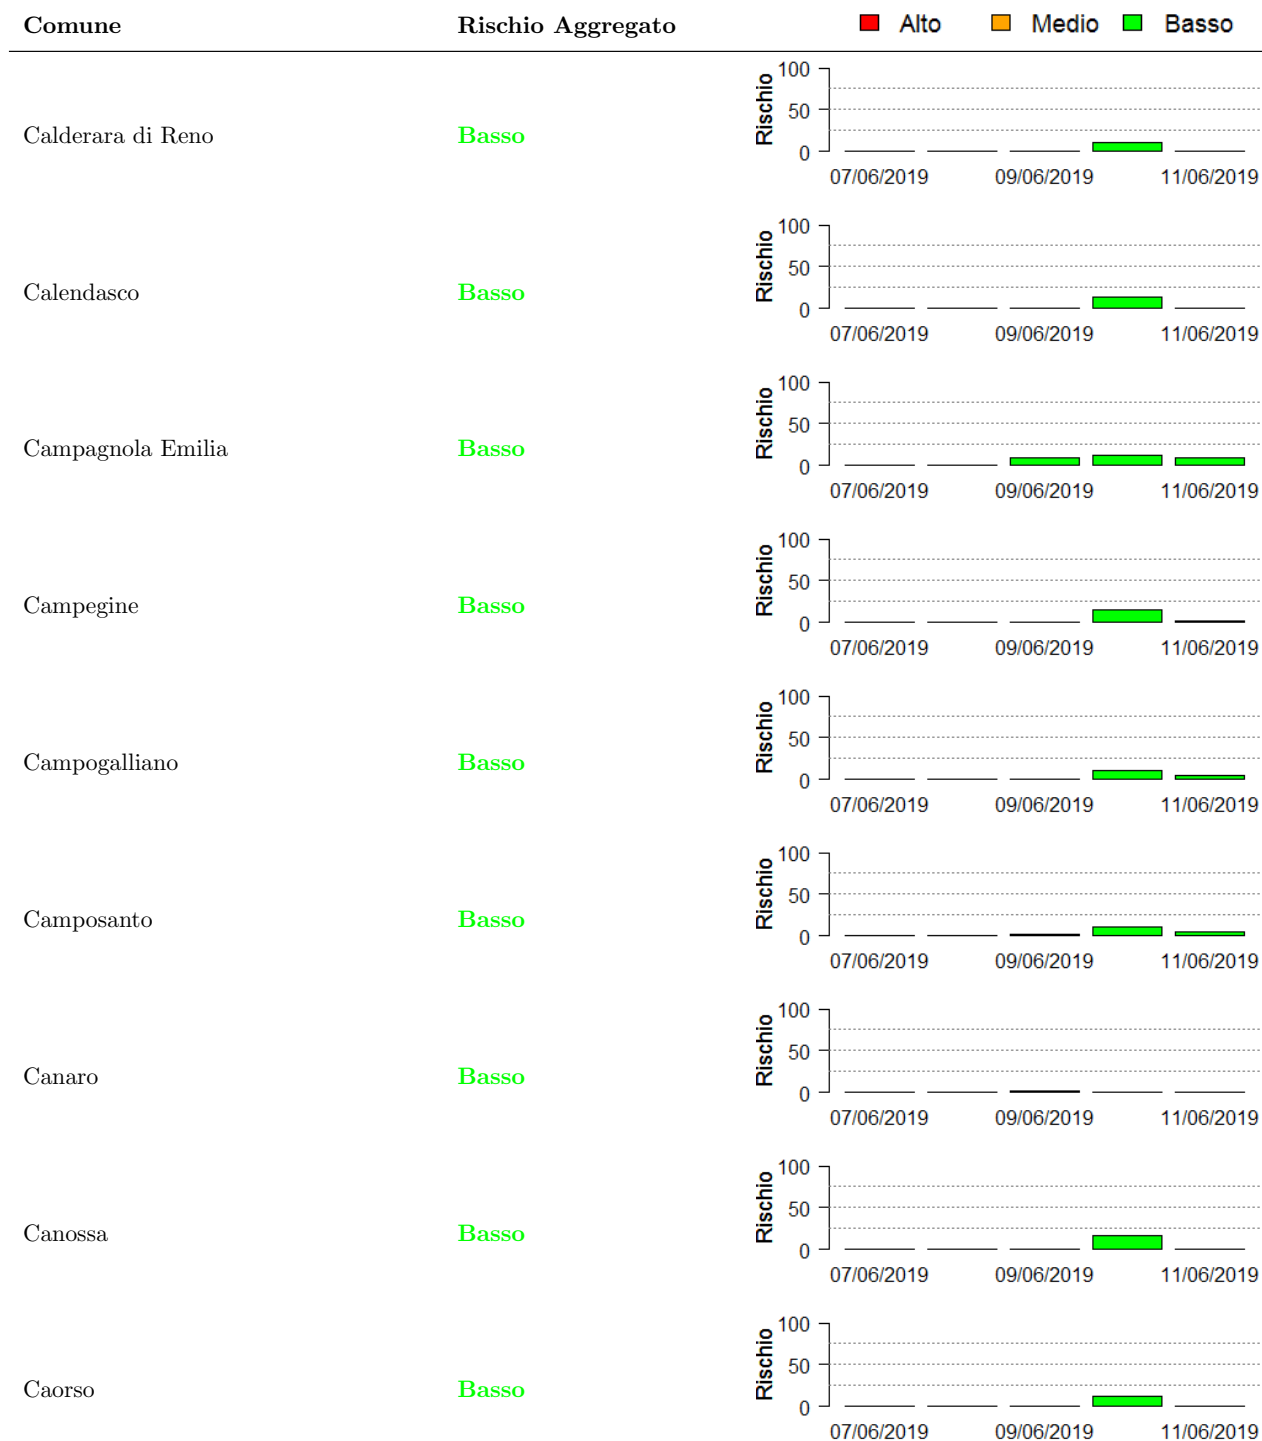 Comune Rischio Aggregato Alto Medio Basso
Calderara di Reno Basso Rischio 100 50 0
07/06/2019 09/06/2019 11/06/2019
Calendasco Basso Rischio 100 50 0
07/06/2019 09/06/2019 11/06/2019
Campagnola Emilia Basso Rischio 100 50 0
07/06/2019 09/06/2019 11/06/2019
Campegine Basso Rischio 100 50 0
07/06/2019 09/06/2019 11/06/2019
Campogalliano Basso Rischio 100 50 0
07/06/2019 09/06/2019 11/06/2019
Camposanto Basso Rischio 100 50 0
07/06/2019 09/06/2019 11/06/2019
Canaro Basso Rischio 100 50 0
07/06/2019 09/06/2019 11/06/2019
Canossa Basso Rischio 100 50 0
07/06/2019 09/06/2019 11/06/2019
Caorso Basso Rischio 100 50 0
07/06/2019 09/06/2019 11/06/2019